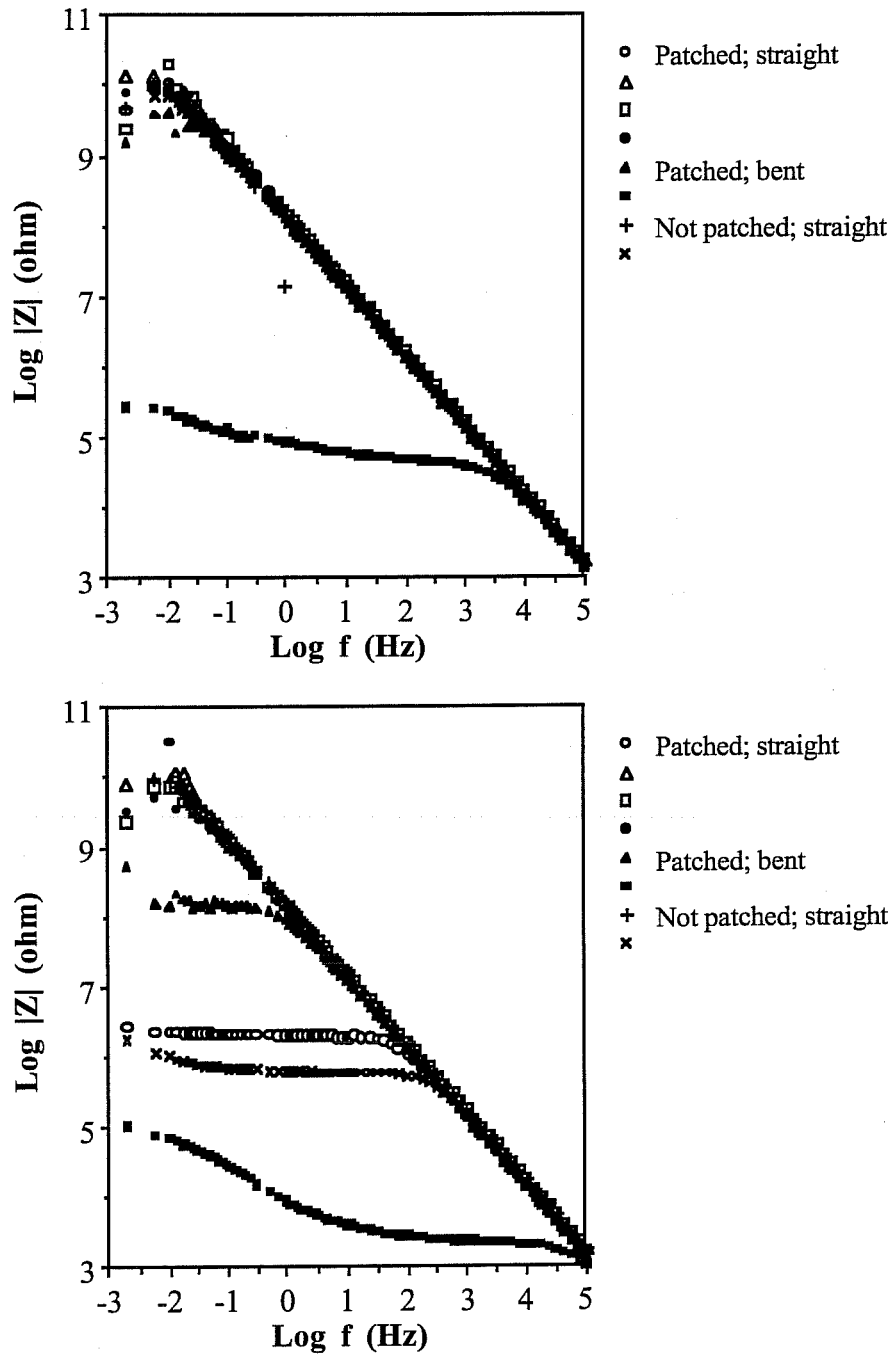 11
9
7
5
3
Log |Z| (ohm)
-3 -2 -1 0 1 2 3 4 5
Log f (Hz)
Patched; straight
Patched; bent
Not patched; straight
11
9
7
5
3
Log |Z| (ohm)
-3 -2 -1 0 1 2 3 4 5
Log f (Hz)
Patched; straight
Patched; bent
Not patched; straight